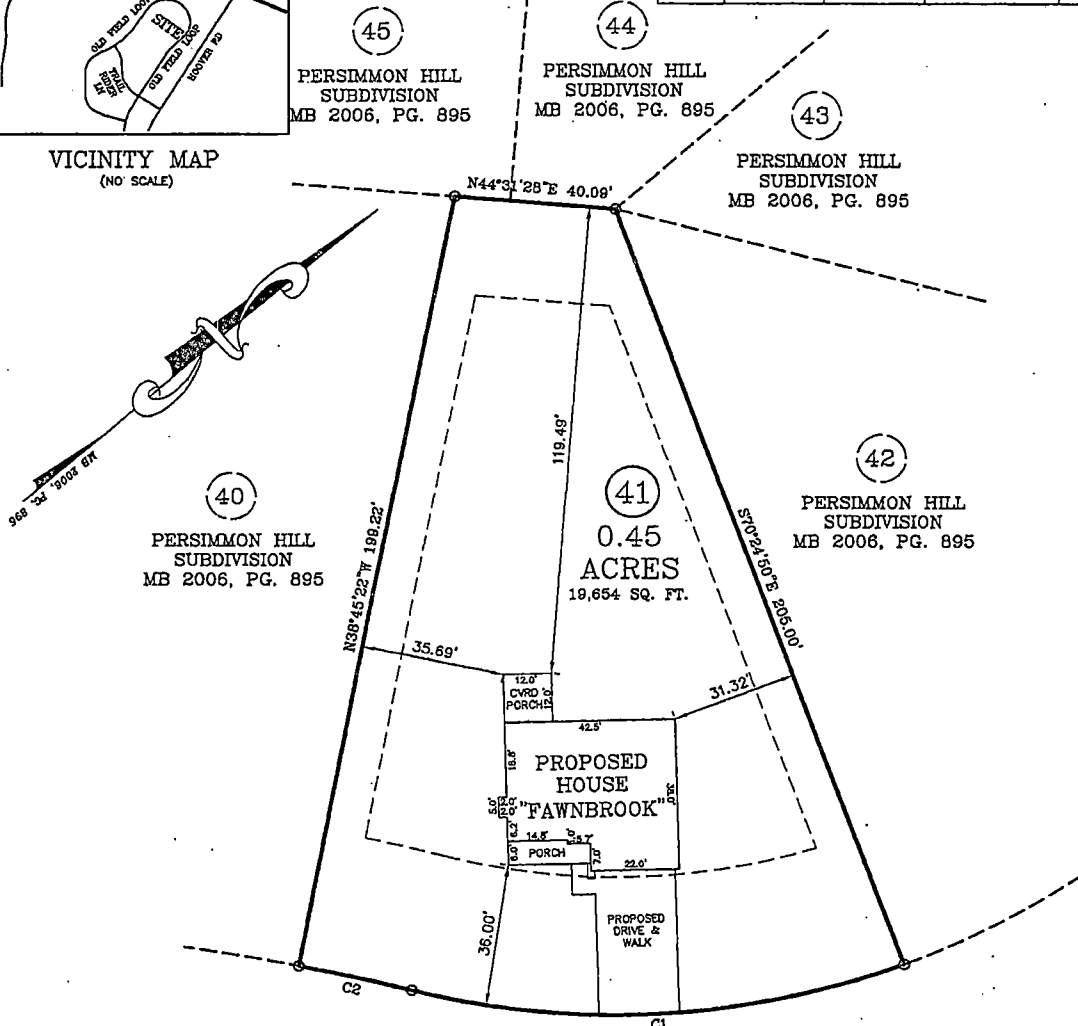 OLD FIELD LOOP
SITE
OLD FIELD LOOP
HOOVER RD
TRAIL
RIDER
LN
VICINITY MAP
(NO SCALE)
45
PERSIMMON HILL
SUBDIVISION
MB 2006, PG. 895
44
PERSIMMON HILL
SUBDIVISION
MB 2006, PG. 895
43
PERSIMMON HILL
SUBDIVISION
MB 2006, PG. 895
N44°31'28"E 40.09'
MB 2006, PG. 896
119.49'
40
PERSIMMON HILL
SUBDIVISION
MB 2006, PG. 895
N38°45'22"W 199.22'
41
0.45
ACRES
19,654 SQ. FT.
42
PERSIMMON HILL
SUBDIVISION
MB 2006, PG. 895
S70°24'50"E 205.00'
35.69'
31.32'
12.0'
CVRD
PORCH
12.0'
42.5'
18.8'
PROPOSED
HOUSE
"FAWNBROOK"
38.0'
5.0'
6.2'
14.8'
5.7'
6.0'
PORCH
7.0'
22.0'
36.00'
PROPOSED
DRIVE &
WALK
C2
C1